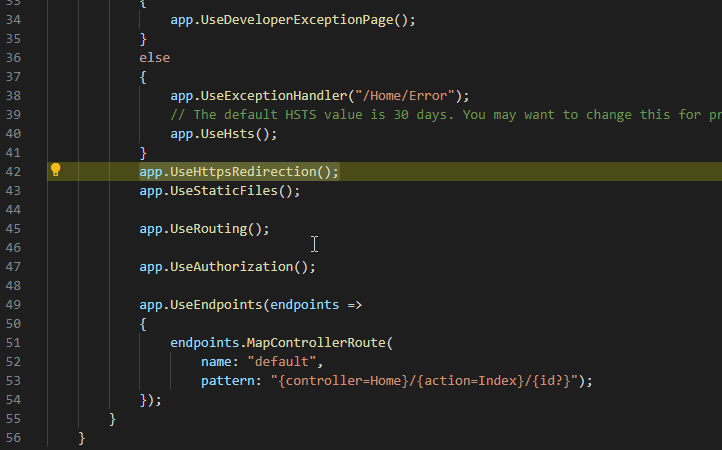 33 {
34 app.UseDeveloperExceptionPage();
35 }
36 else
37 {
38 app.UseExceptionHandler("/Home/Error");
39 // The default HSTS value is 30 days. You may want to change this for pr
40 app.UseHsts();
41 }
42 app.UseHttpsRedirection();
43 app.UseStaticFiles();
44
45 app.UseRouting();
46
47 app.UseAuthorization();
48
49 app.UseEndpoints(endpoints =>
50 {
51 endpoints.MapControllerRoute(
52 name: "default",
53 pattern: "{controller=Home}/{action=Index}/{id?}");
54 });
55 }
56 }